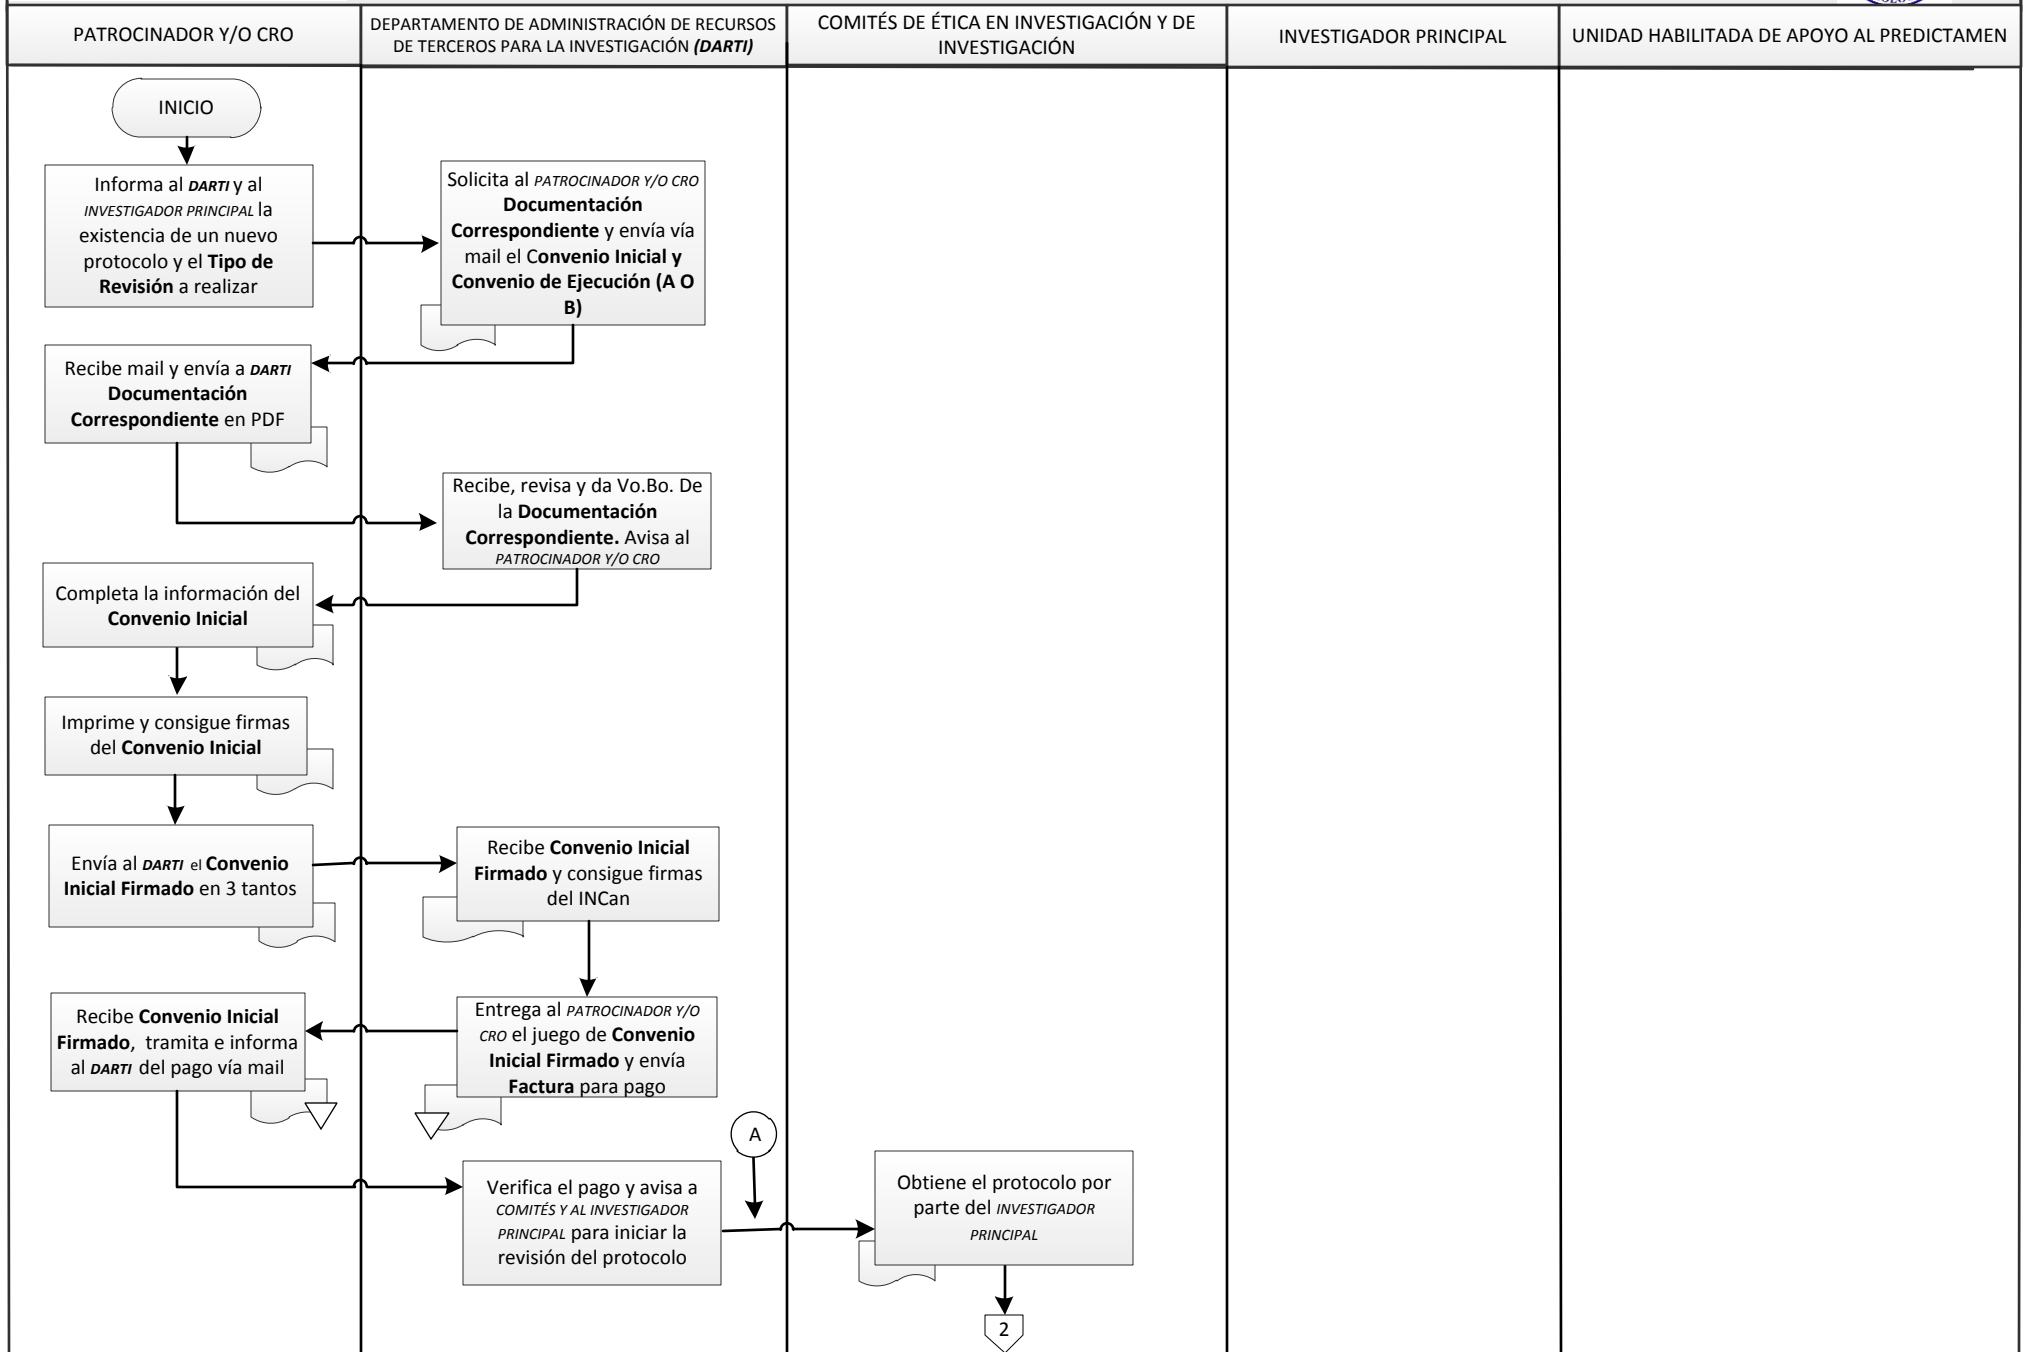 PATROCINADOR Y/O CRO
DEPARTAMENTO DE ADMINISTRACIÓN DE RECURSOS
DE TERCEROS PARA LA INVESTIGACIÓN (DARTI)
COMITÉS DE ÉTICA EN INVESTIGACIÓN Y DE
INVESTIGACIÓN
INVESTIGADOR PRINCIPAL
UNIDAD HABILITADA DE APOYO AL PREDICTAMEN
INICIO
Informa al DARTI y al
INVESTIGADOR PRINCIPAL la
existencia de un nuevo
protocolo y el Tipo de
Revisión a realizar
Solicita al PATROCINADOR Y/O CRO
Documentación
Correspondiente y envía vía
mail el Convenio Inicial y
Convenio de Ejecución (A O
B)
Recibe mail y envía a DARTI
Documentación
Correspondiente en PDF
Recibe, revisa y da Vo.Bo. De
la Documentación
Correspondiente. Avisa al
PATROCINADOR Y/O CRO
Completa la información del
Convenio Inicial
Imprime y consigue firmas
del Convenio Inicial
Envía al DARTI el Convenio
Inicial Firmado en 3 tantos
Recibe Convenio Inicial
Firmado y consigue firmas
del INCan
Entrega al PATROCINADOR Y/O
CRO el juego de Convenio
Inicial Firmado y envía
Factura para pago
Recibe Convenio Inicial
Firmado, tramita e informa
al DARTI del pago vía mail
A
Verifica el pago y avisa a
COMITÉS Y AL INVESTIGADOR
PRINCIPAL para iniciar la
revisión del protocolo
Obtiene el protocolo por
parte del INVESTIGADOR
PRINCIPAL
2